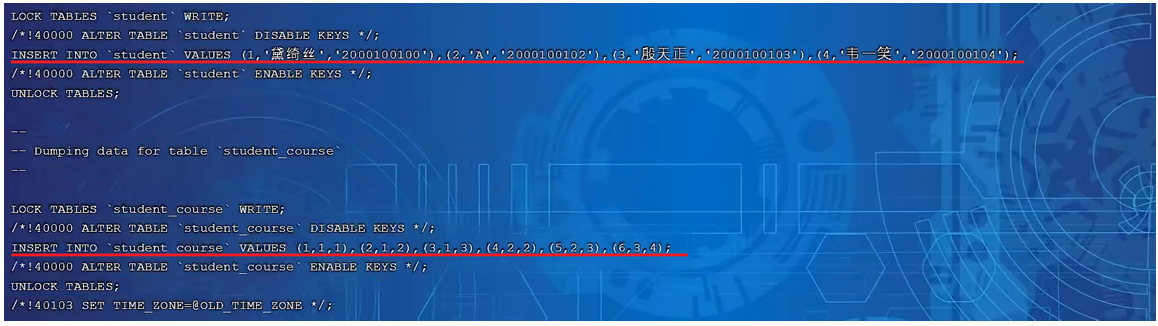 LOCK TABLES `student` WRITE;
/*!40000 ALTER TABLE `student` DISABLE KEYS */;
INSERT INTO `student` VALUES (1,'黛绮丝','2000100100'),(2,'A','2000100102'),(3,'殷天正','2000100103'),(4,'韦一笑','2000100104');
/*!40000 ALTER TABLE `student` ENABLE KEYS */;
UNLOCK TABLES;
--
-- Dumping data for table `student_course`
--
LOCK TABLES `student_course` WRITE;
/*!40000 ALTER TABLE `student_course` DISABLE KEYS */;
INSERT INTO `student_course` VALUES (1,1,1),(2,1,2),(3,1,3),(4,2,2),(5,2,3),(6,3,4);
/*!40000 ALTER TABLE `student_course` ENABLE KEYS */;
UNLOCK TABLES;
/*!40103 SET TIME_ZONE=@OLD_TIME_ZONE */;